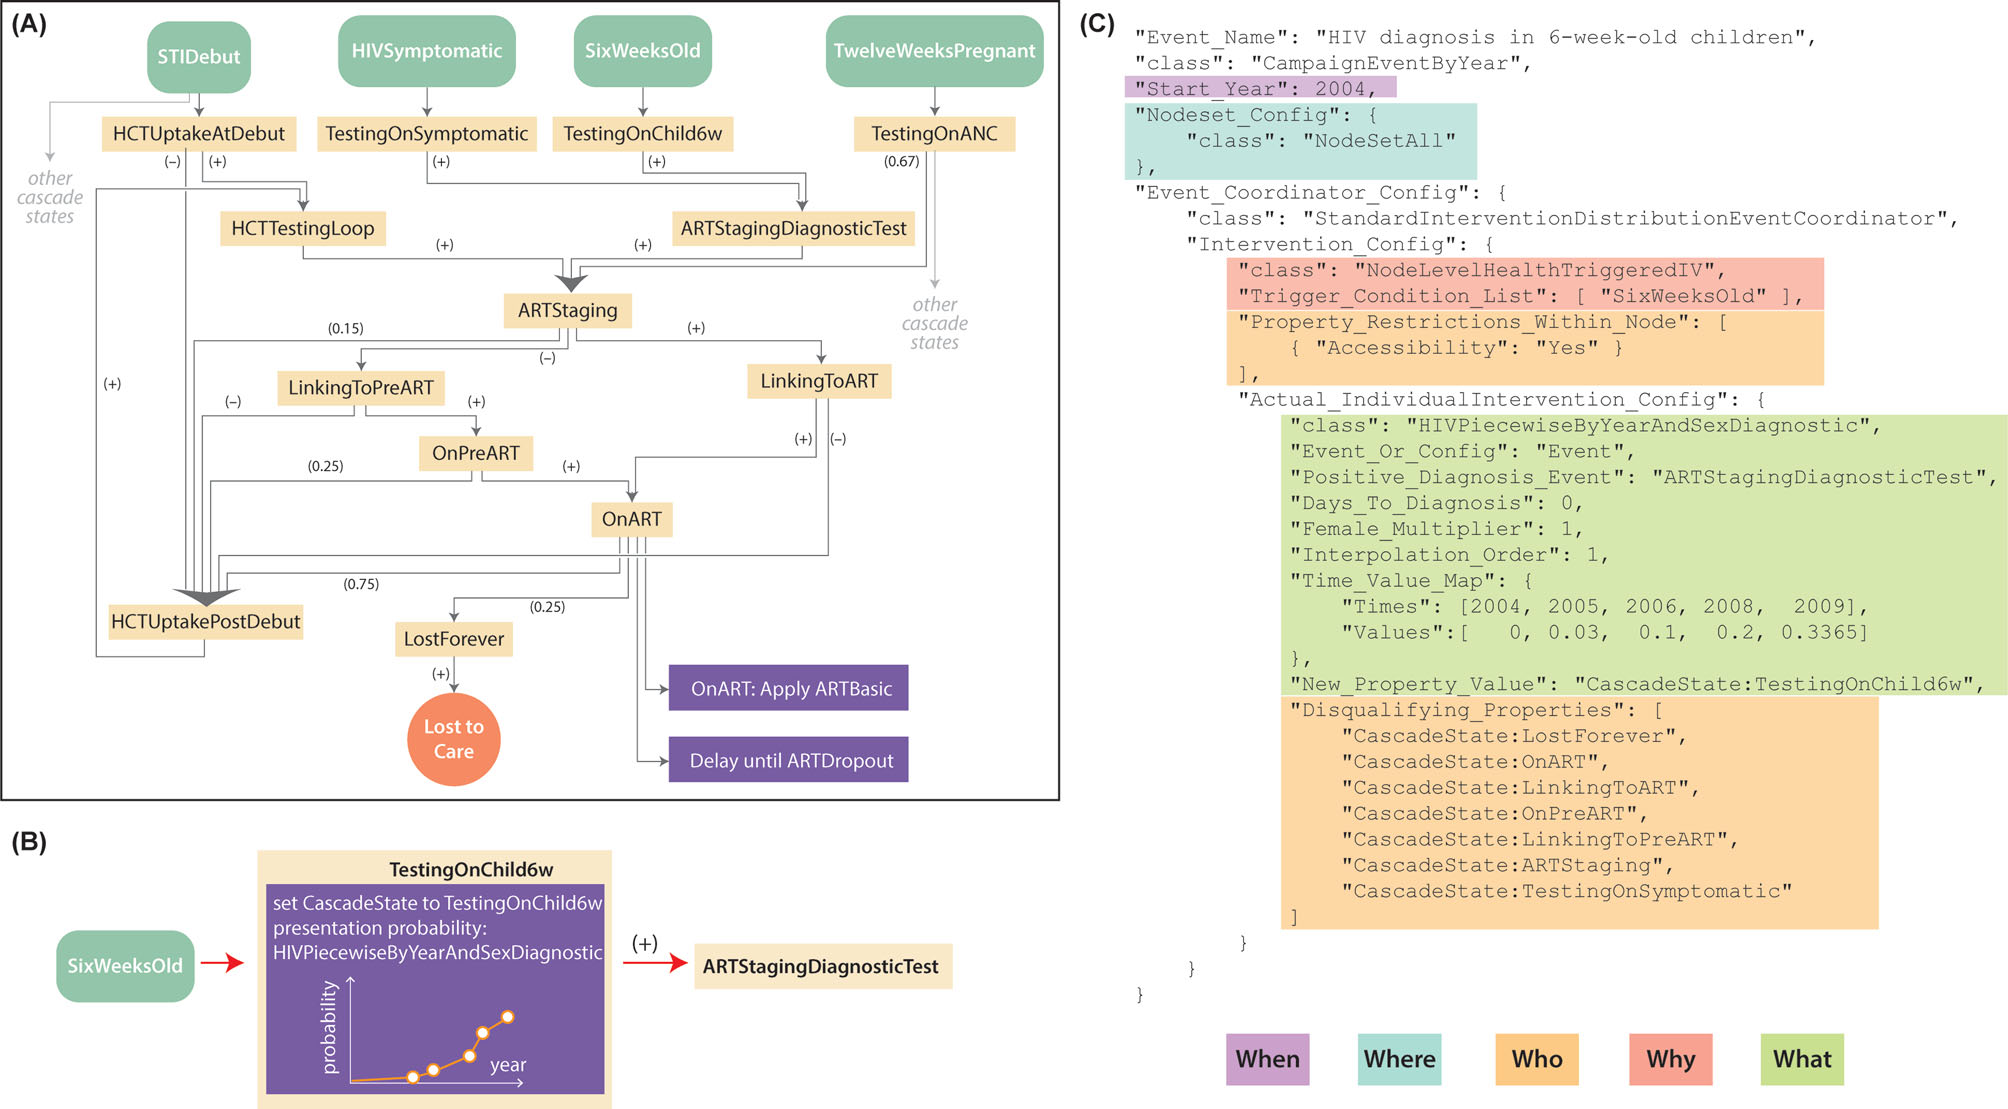 (A)
STIDebut
HIVSymptomatic
SixWeeksOld
TwelveWeeksPregnant
HCTUptakeAtDebut
TestingOnSymptomatic
TestingOnChild6w
TestingOnANC
(–)
(+)
(+)
(+)
(0.67)
other
cascade
states
HCTTestingLoop
ARTStagingDiagnosticTest
(+)
(+)
ARTStaging
other
cascade
states
(0.15)
(+)
(–)
(+)
LinkingToPreART
LinkingToART
(–)
(+)
(+)
(–)
OnPreART
(0.25)
(+)
OnART
(0.75)
(0.25)
HCTUptakePostDebut
LostForever
(+)
OnART: Apply ARTBasic
Lost to
Care
Delay until ARTDropout
(B)
SixWeeksOld
TestingOnChild6w
set CascadeState to TestingOnChild6w
presentation probability:
HIVPiecewiseByYearAndSexDiagnostic
probability
year
(+)
ARTStagingDiagnosticTest
(C)
"Event_Name": "HIV diagnosis in 6-week-old children",
"class": "CampaignEventByYear",
"Start_Year": 2004,
"Nodeset_Config": {
"class": "NodeSetAll"
},
"Event_Coordinator_Config": {
"class": "StandardInterventionDistributionEventCoordinator",
"Intervention_Config": {
"class": "NodeLevelHealthTriggeredIV",
"Trigger_Condition_List": [ "SixWeeksOld" ],
"Property_Restrictions_Within_Node": [
{ "Accessibility": "Yes" }
],
"Actual_IndividualIntervention_Config": {
"class": "HIVPiecewiseByYearAndSexDiagnostic",
"Event_Or_Config": "Event",
"Positive_Diagnosis_Event": "ARTStagingDiagnosticTest",
"Days_To_Diagnosis": 0,
"Female_Multiplier": 1,
"Interpolation_Order": 1,
"Time_Value_Map": {
"Times": [2004, 2005, 2006, 2008, 2009],
"Values":[ 0, 0.03, 0.1, 0.2, 0.3365]
},
"New_Property_Value": "CascadeState:TestingOnChild6w",
"Disqualifying_Properties": [
"CascadeState:LostForever",
"CascadeState:OnART",
"CascadeState:LinkingToART",
"CascadeState:OnPreART",
"CascadeState:LinkingToPreART",
"CascadeState:ARTStaging",
"CascadeState:TestingOnSymptomatic"
]
}
}
}
When
Where
Who
Why
What